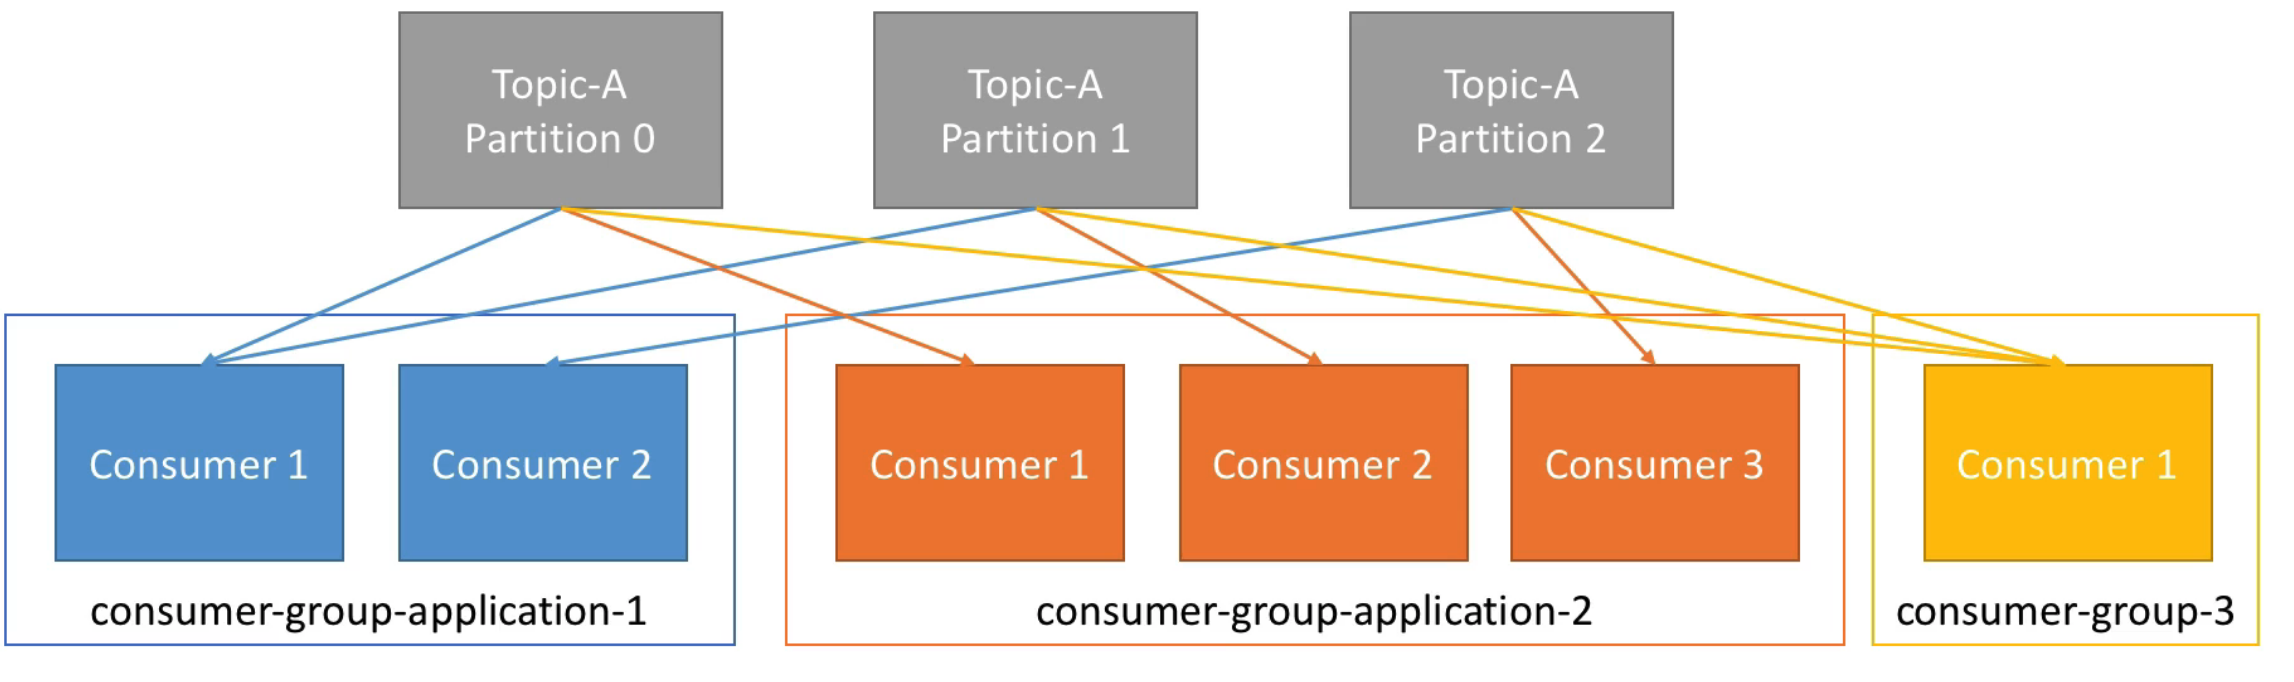 Topic-A
Partition 0
Topic-A
Partition 1
Topic-A
Partition 2
Consumer 1
Consumer 2
consumer-group-application-1
Consumer 1
Consumer 2
Consumer 3
consumer-group-application-2
Consumer 1
consumer-group-3